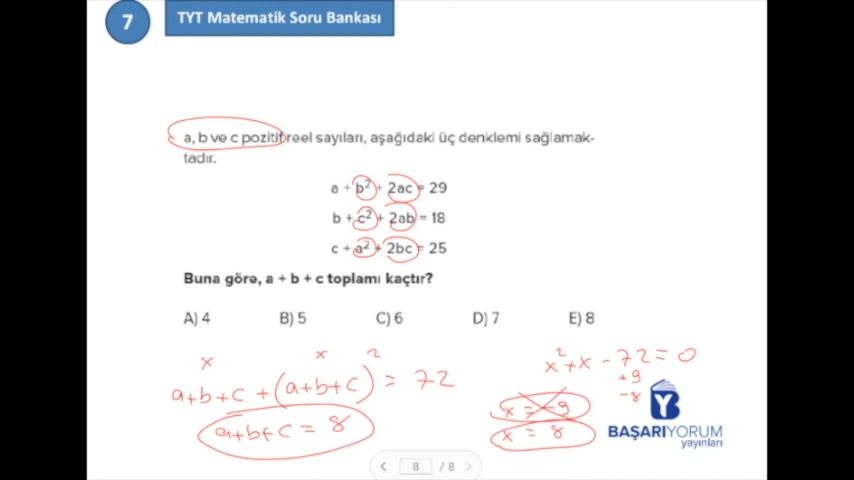 7
TYT Matematik Soru Bankası
a, b ve c pozitif reel sayıları, aşağıdaki üç denklemi sağlamak-
tadır.
a + b² + 2ac = 29
b + c² + 2ab = 18
c + a² + 2bc = 25
Buna göre, a + b + c toplamı kaçtır?
A) 4 B) 5 C) 6 D) 7 E) 8
x x 2
a+b+c + (a+b+c) = 72
a+b+c = 8
x² + x - 72 = 0
+9
-8
x = -9
x = 8
BAŞARIYORUM
yayınları
8 / 8